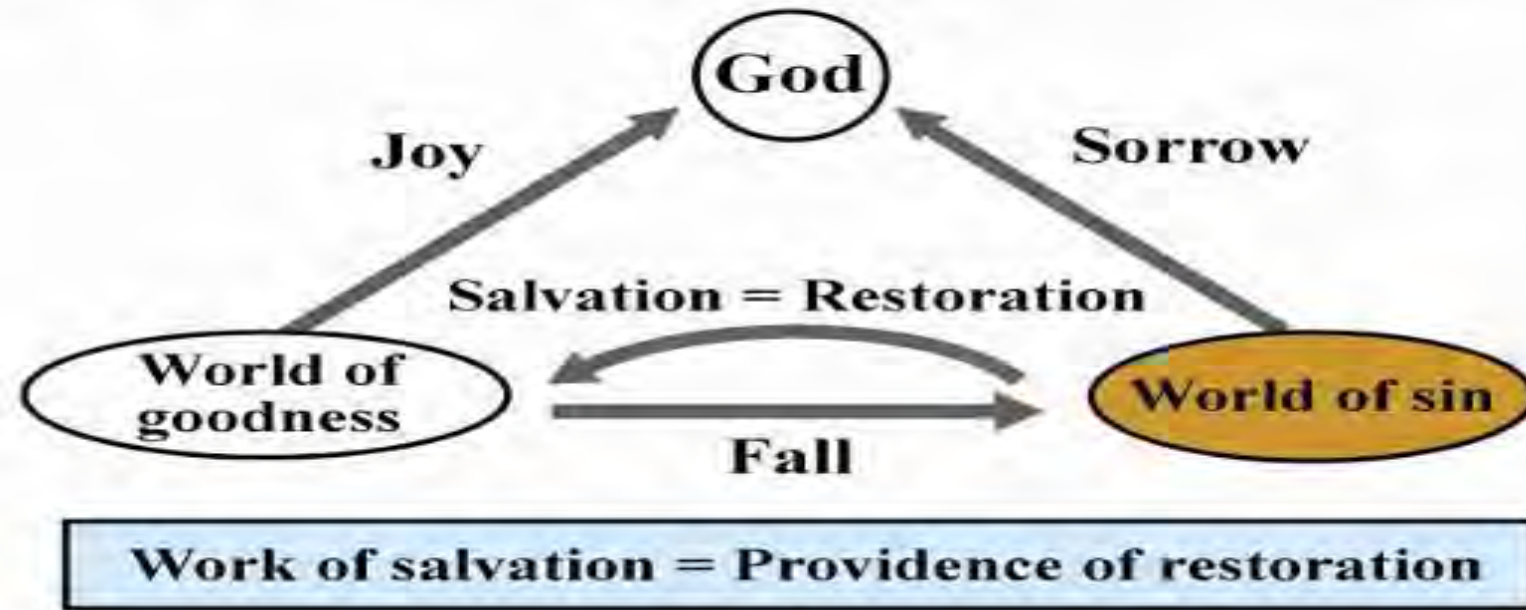 God
Joy
Sorrow
Salvation = Restoration
World of
goodness
World of sin
Fall
Work of salvation = Providence of restoration